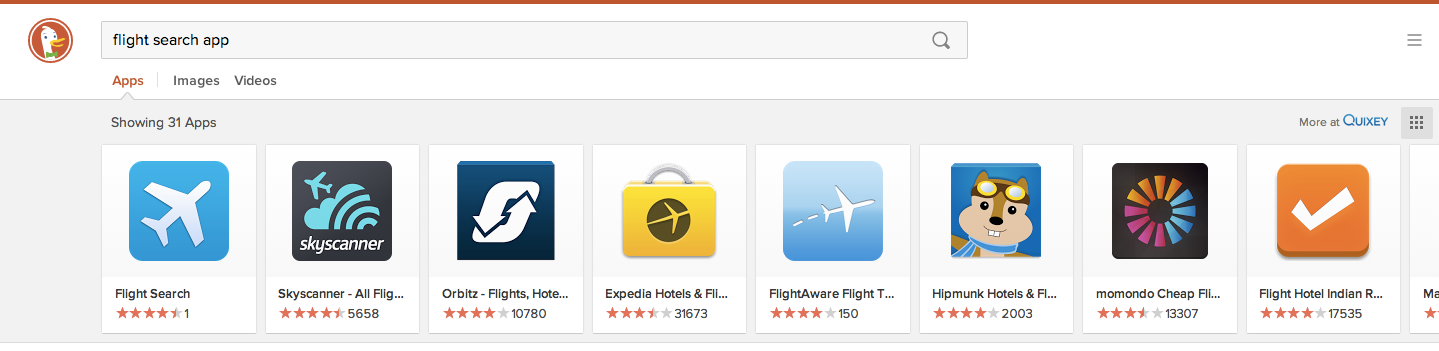 flight search app
Apps
Images
Videos
Showing 31 Apps
More at QUIXEY
skyscanner
Flight Search
Skyscanner - All Flig...
Orbitz - Flights, Hote...
Expedia Hotels & Fli...
FlightAware Flight T...
Hipmunk Hotels & Fl...
momondo Cheap Fli...
Flight Hotel Indian R...
Ma
1
5658
10780
31673
150
2003
13307
17535